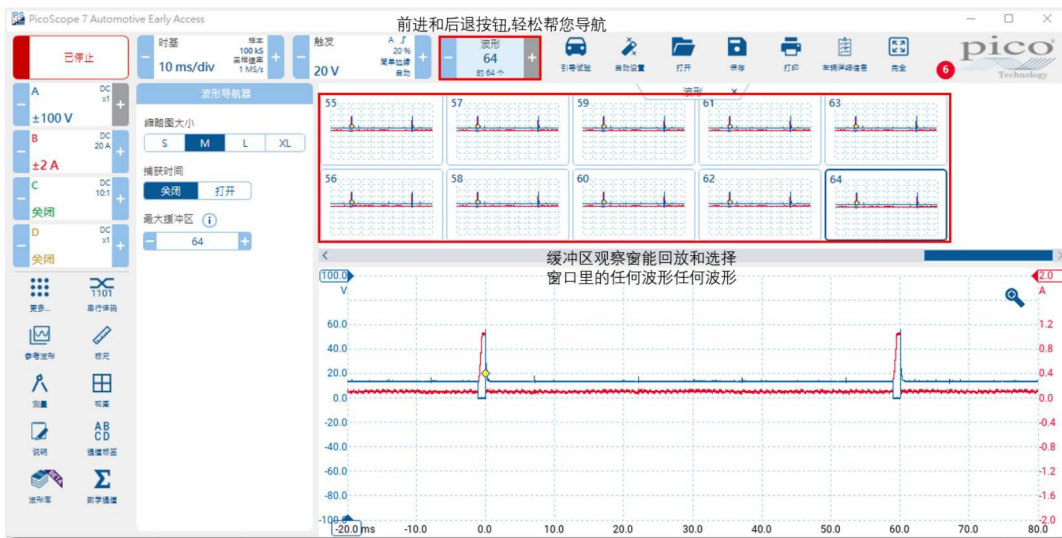 PicoScope 7 Automotive Early Access
前进和后退按钮,轻松帮您导航
已停止
时基
10 ms/div
样本
100 kS
采样速率
1 MS/s
触发
20 V
A
20 %
简单边缘
自动
波形
64
的 64 个
引导试验
自动设置
打开
保存
打印
车辆详细信息
完全
6
pico
Technology
A
DC
x1
±100 V
B
DC
20 A
±2 A
C
DC
10:1
关闭
D
DC
x1
关闭
更多...
1101
串行译码
参考波形
标尺
测量
视图
说明
AB
CD
通道标签
波形库
BETA
Σ
数学通道
波形导航器
缩略图大小
S M L XL
捕获时间
关闭 打开
最大缓冲区
64
波形 ×
55 57 59 61 63
56 58 60 62 64
缓冲区观察窗能回放和选择
窗口里的任何波形任何波形
100.0
V
60.0
40.0
20.0
0.0
-20.0
-40.0
-60.0
-80.0
-100.0
2.0
A
1.2
0.8
0.4
0.0
-0.4
-0.8
-1.2
-1.6
-2.0
-20.0 ms -10.0 0.0 10.0 20.0 30.0 40.0 50.0 60.0 70.0 80.0